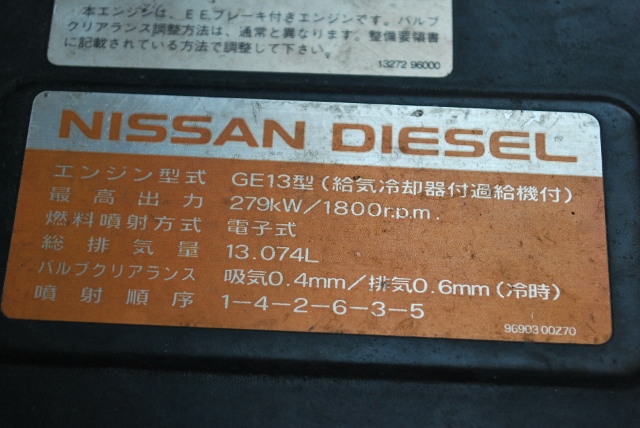 本エンジンは、EE.ブレーキ付きエンジンです。バルブ
クリアランス調整方法は、通常と異なります。整備要領書
に記載されている方法で調整して下さい。
13272 96000
NISSAN DIESEL
エンジン型式 GE13型(給気冷却器付過給機付)
最高出力 279kW/1800r.p.m.
燃料噴射方式 電子式
総排気量 13.074L
バルブクリアランス 吸気0.4mm/排気0.6mm(冷時)
噴射順序 1-4-2-6-3-5
96903 00Z70